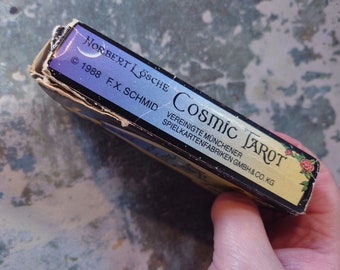 NORBERT LÖSCHE
© 1988 F.X. SCHMID
COSMIC TAROT
VEREINIGTE MÜNCHENER
SPIELKARTENFABRIKEN GMBH & CO. KG